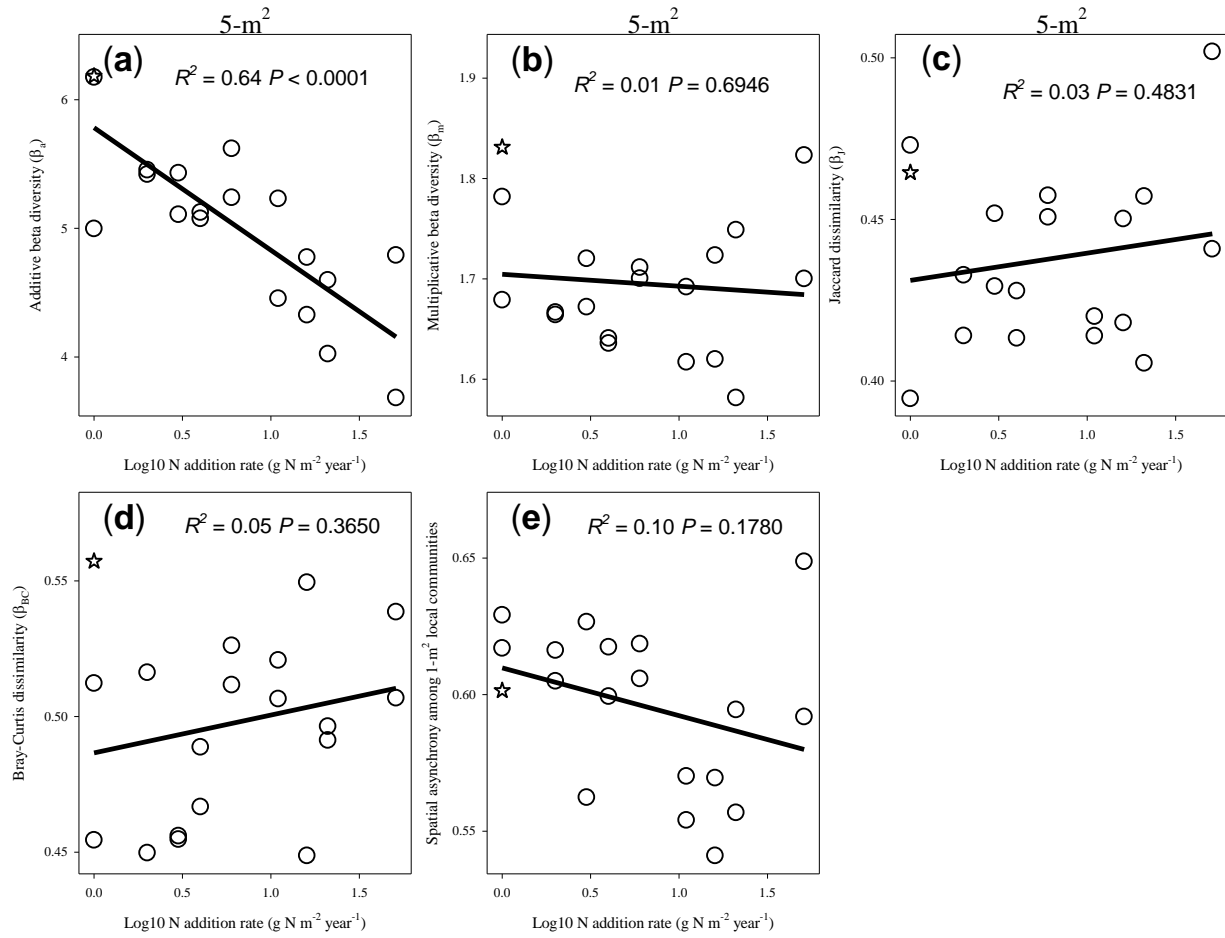 5-m²
5-m²
5-m²
(a)
R² = 0.64 P < 0.0001
6
5
4
Additive beta diversity (βa)
0.0 0.5 1.0 1.5
Log10 N addition rate (g N m⁻² year⁻¹)
(b)
R² = 0.01 P = 0.6946
1.9
1.8
1.7
1.6
Multiplicative beta diversity (βm)
0.0 0.5 1.0 1.5
Log10 N addition rate (g N m⁻² year⁻¹)
(c)
R² = 0.03 P = 0.4831
0.50
0.45
0.40
Jaccard dissimilarity (βJ)
0.0 0.5 1.0 1.5
Log10 N addition rate (g N m⁻² year⁻¹)
(d)
R² = 0.05 P = 0.3650
0.55
0.50
0.45
Bray-Curtis dissimilarity (βBC)
0.0 0.5 1.0 1.5
Log10 N addition rate (g N m⁻² year⁻¹)
(e)
R² = 0.10 P = 0.1780
0.65
0.60
0.55
Spatial asynchrony among 1-m² local communities
0.0 0.5 1.0 1.5
Log10 N addition rate (g N m⁻² year⁻¹)